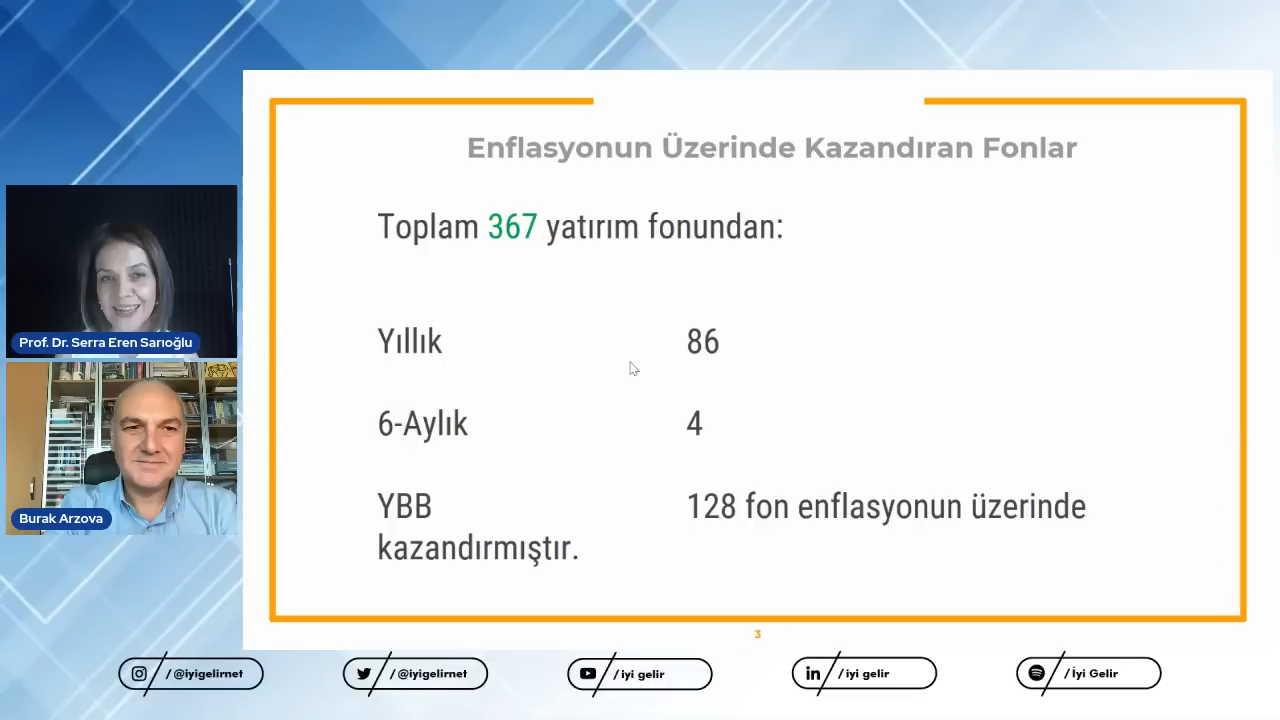 Enflasyonun Üzerinde Kazandıran Fonlar
Toplam 367 yatırım fonundan:
Yıllık 86
6-Aylık 4
YBB 128 fon enflasyonun üzerinde
kazandırmıştır.
3
Prof. Dr. Serra Eren Sarıoğlu
Burak Arzova
/ @iyigelirnet
/ @iyigelirnet
/ iyi gelir
/ iyi gelir
/ İyi Gelir